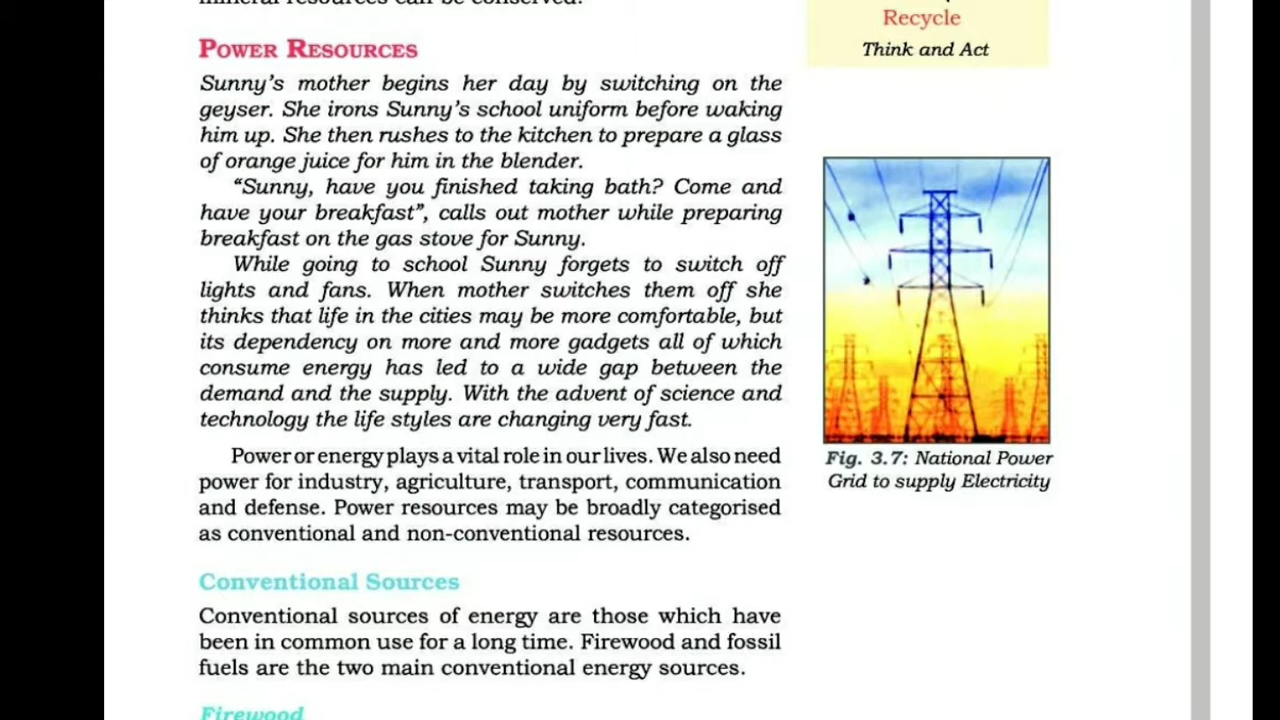 mineral resources can be conserved.
POWER RESOURCES
Sunny's mother begins her day by switching on the
geyser. She irons Sunny's school uniform before waking
him up. She then rushes to the kitchen to prepare a glass
of orange juice for him in the blender.
“Sunny, have you finished taking bath? Come and
have your breakfast”, calls out mother while preparing
breakfast on the gas stove for Sunny.
While going to school Sunny forgets to switch off
lights and fans. When mother switches them off she
thinks that life in the cities may be more comfortable, but
its dependency on more and more gadgets all of which
consume energy has led to a wide gap between the
demand and the supply. With the advent of science and
technology the life styles are changing very fast.
Power or energy plays a vital role in our lives. We also need
power for industry, agriculture, transport, communication
and defense. Power resources may be broadly categorised
as conventional and non-conventional resources.
Conventional Sources
Conventional sources of energy are those which have
been in common use for a long time. Firewood and fossil
fuels are the two main conventional energy sources.
Firewood
Recycle
Think and Act
Fig. 3.7: National Power
Grid to supply Electricity